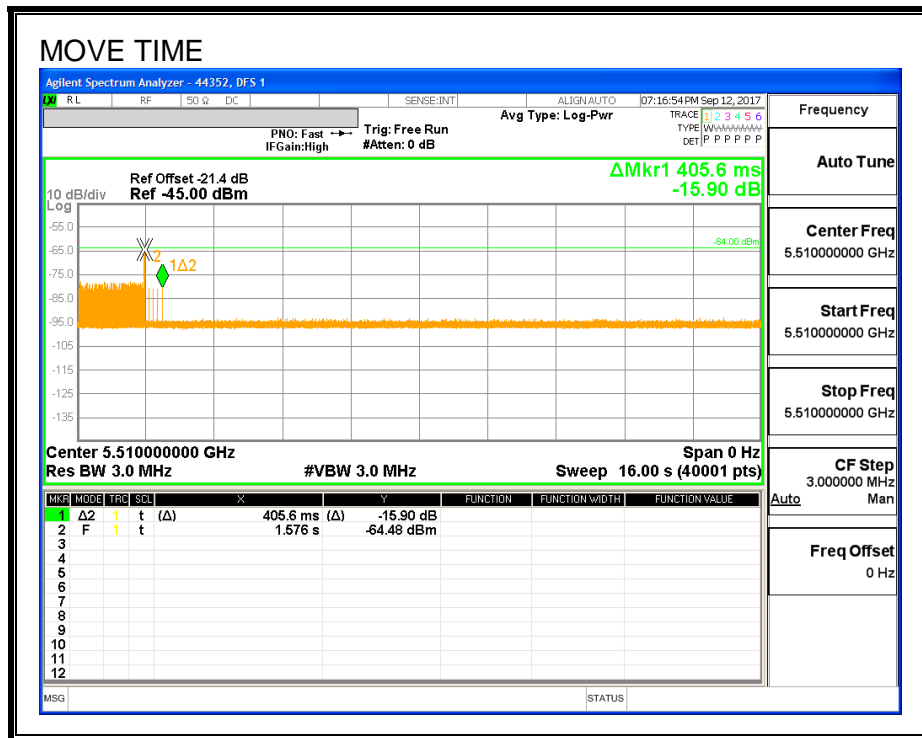 MOVE TIME
Agilent Spectrum Analyzer - 44352, DFS 1
LXI RL RF 50 Ω DC SENSE:INT ALIGN AUTO 07:16:54 PM Sep 12, 2017
Avg Type: Log-Pwr
TRACE 1 2 3 4 5 6
PNO: Fast
Trig: Free Run
TYPE WWWWWW
IFGain:High
#Atten: 0 dB
DET P P P P P P
ΔMkr1 405.6 ms
-15.90 dB
Ref Offset -21.4 dB
10 dB/div Ref -45.00 dBm
Log
-55.0
-64.00 dBm
-65.0
2
1Δ2
-75.0
-85.0
-95.0
-105
-115
-125
-135
Center 5.510000000 GHz Span 0 Hz
Res BW 3.0 MHz #VBW 3.0 MHz Sweep 16.00 s (40001 pts)
MKR MODE TRC SCL X Y FUNCTION FUNCTION WIDTH FUNCTION VALUE
1 Δ2 1 t (Δ) 405.6 ms (Δ) -15.90 dB
2 F 1 t 1.576 s -64.48 dBm
3
4
5
6
7
8
9
10
11
12
MSG STATUS
Frequency
Auto Tune
Center Freq
5.510000000 GHz
Start Freq
5.510000000 GHz
Stop Freq
5.510000000 GHz
CF Step
3.000000 MHz
Auto Man
Freq Offset
0 Hz